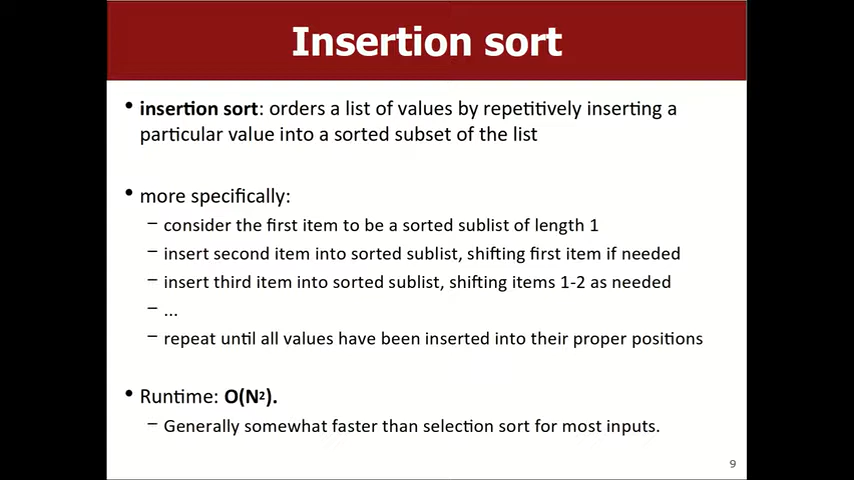 Insertion sort
• insertion sort: orders a list of values by repetitively inserting a
particular value into a sorted subset of the list
• more specifically:
– consider the first item to be a sorted sublist of length 1
– insert second item into sorted sublist, shifting first item if needed
– insert third item into sorted sublist, shifting items 1-2 as needed
– ...
– repeat until all values have been inserted into their proper positions
• Runtime: O(N²).
– Generally somewhat faster than selection sort for most inputs.
9